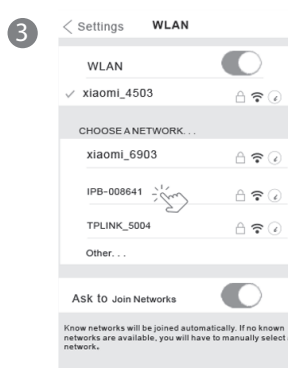 3
Settings WLAN
WLAN
xiaomi_4503
CHOOSE A NETWORK. . .
xiaomi_6903
IPB-008641
TPLINK_5004
Other. . .
Ask to Join Networks
Know networks will be joined automatically. If no known
networks are available, you will have to manually select a
network.